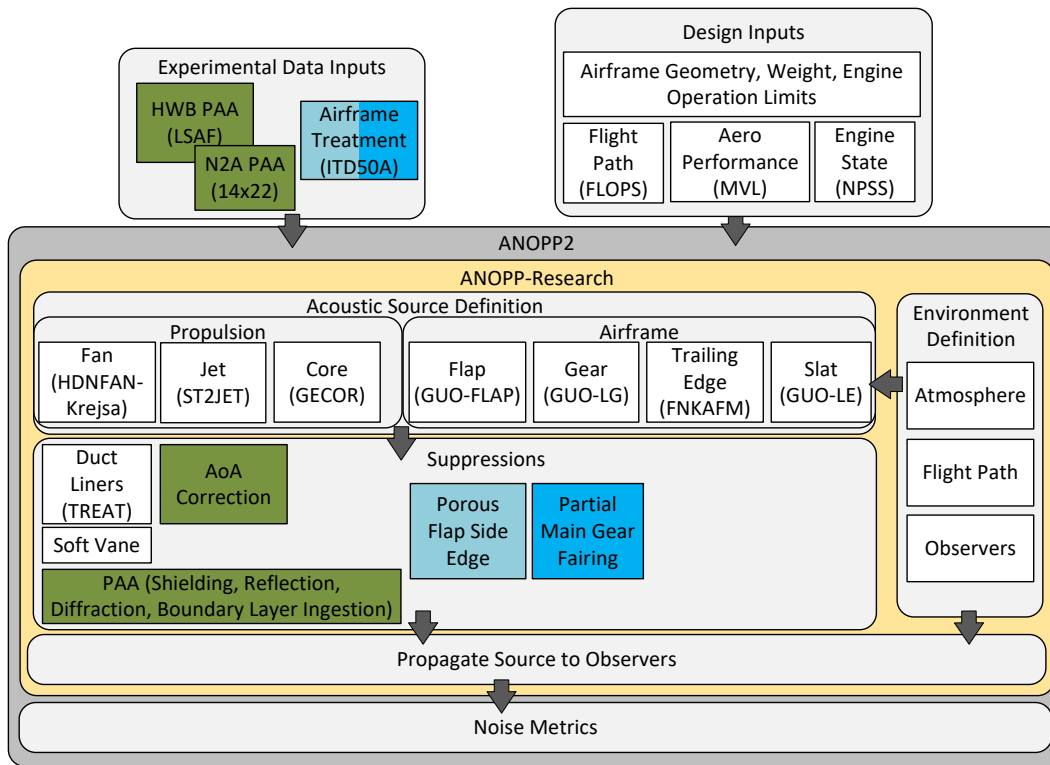 Experimental Data Inputs
HWB PAA
(LSAF)
N2A PAA
(14x22)
Airframe
Treatment
(ITD50A)
Design Inputs
Airframe Geometry, Weight, Engine
Operation Limits
Flight
Path
(FLOPS)
Aero
Performance
(MVL)
Engine
State
(NPSS)
ANOPP2
ANOPP-Research
Acoustic Source Definition
Propulsion
Fan
(HDNFAN-
Krejsa)
Jet
(ST2JET)
Core
(GECOR)
Airframe
Flap
(GUO-FLAP)
Gear
(GUO-LG)
Trailing
Edge
(FNKAFM)
Slat
(GUO-LE)
Environment
Definition
Atmosphere
Flight Path
Observers
Suppressions
Duct
Liners
(TREAT)
Soft Vane
AoA
Correction
Porous
Flap Side
Edge
Partial
Main Gear
Fairing
PAA (Shielding, Reflection,
Diffraction, Boundary Layer Ingestion)
Propagate Source to Observers
Noise Metrics